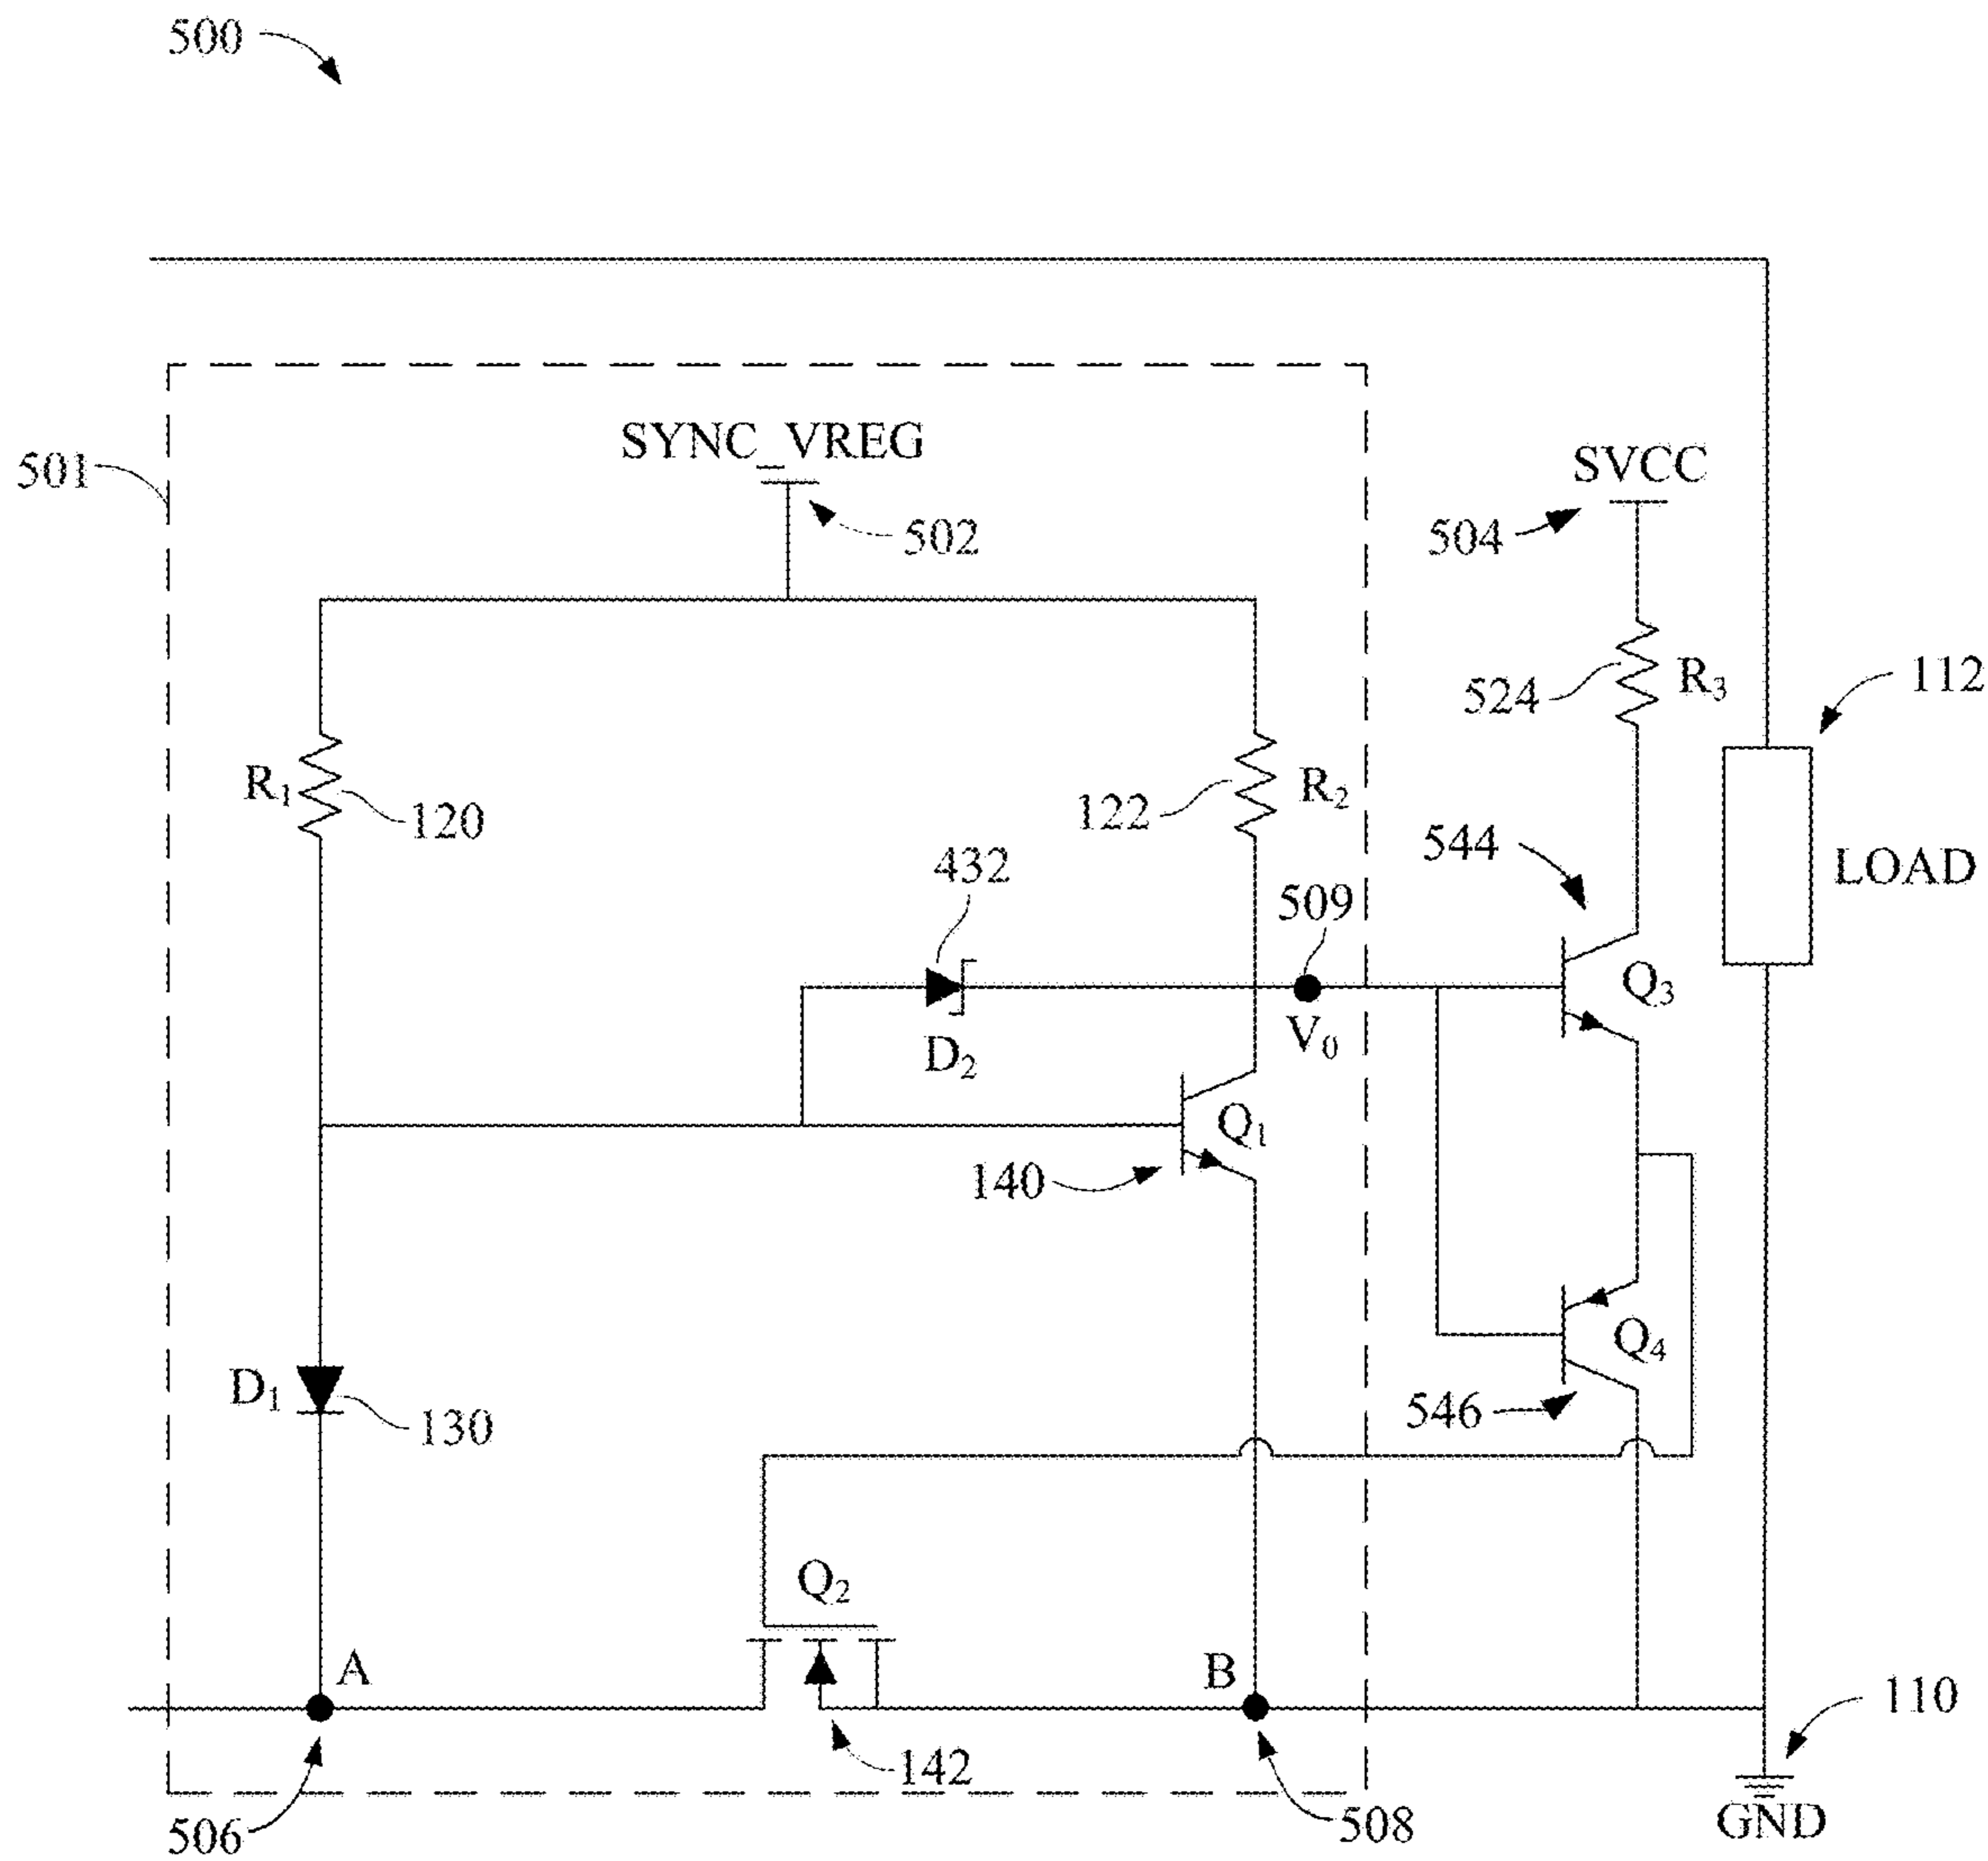 500
SYNC_VREG
501
502
SVCC
504
R₁
120
122
R₂
524
R₃
112
LOAD
432
D₂
509
V₀
544
Q₃
Q₁
140
D₁
130
Q₄
546
Q₂
A
B
142
506
508
110
GND